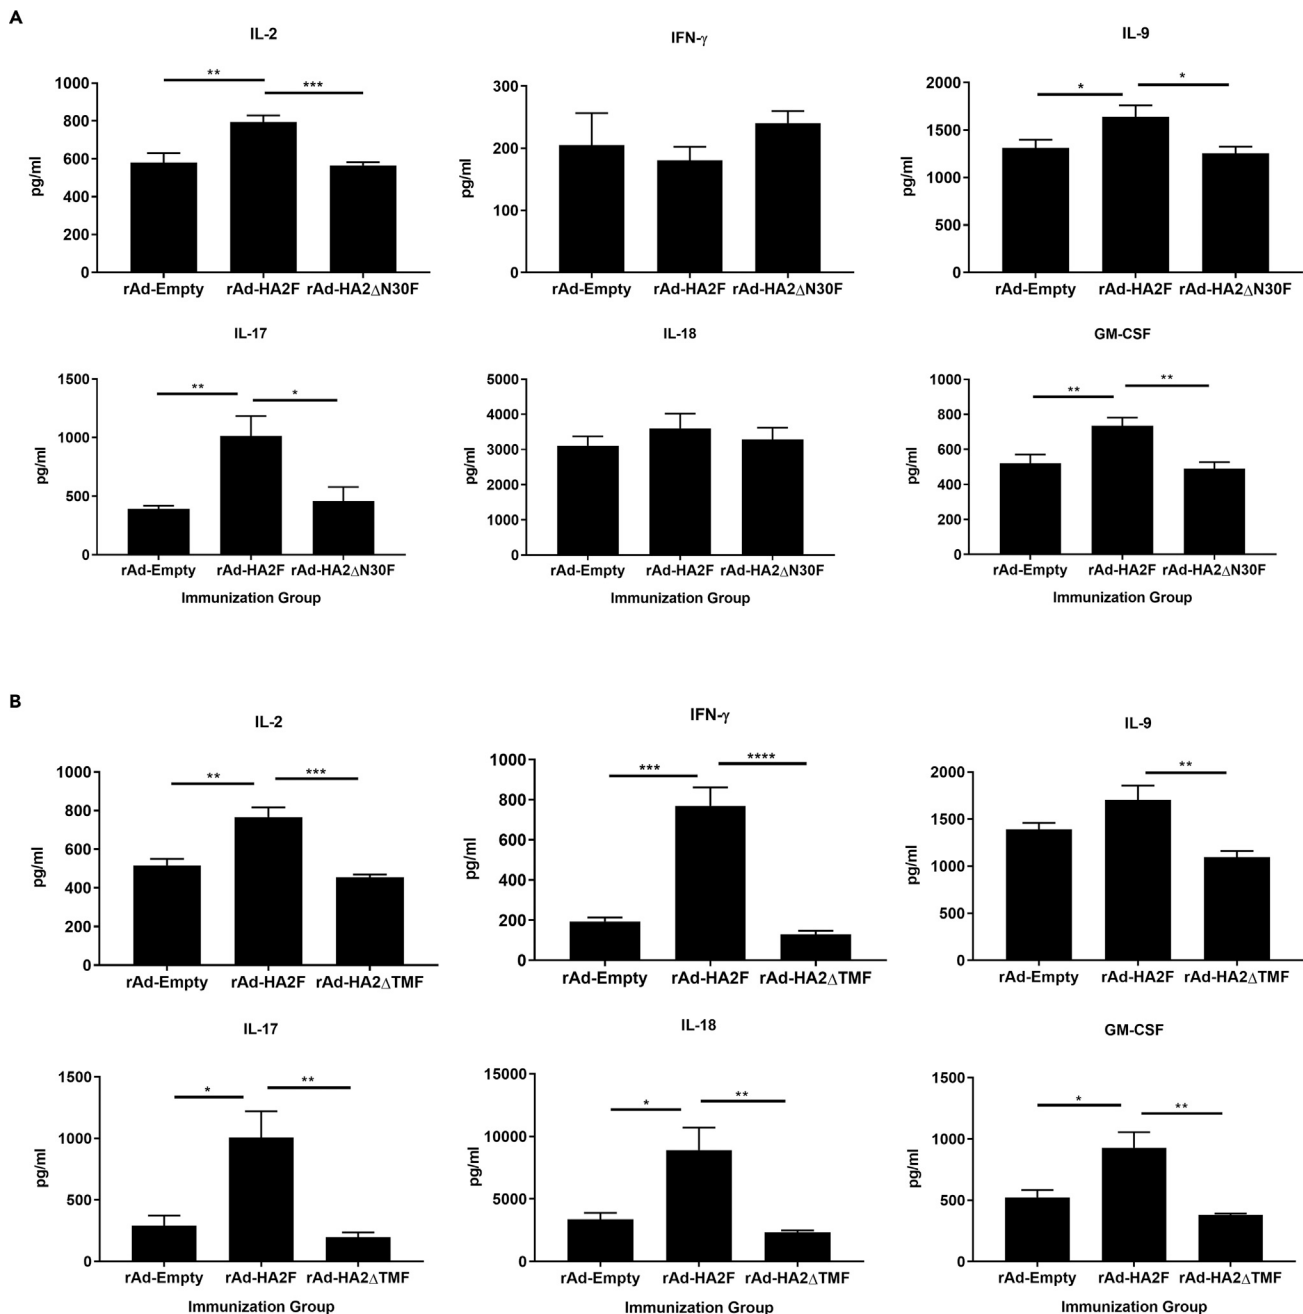 A
IL-2
IFN-γ
IL-9
pg/ml
1000
800
600
400
200
0
**
***
rAd-Empty rAd-HA2F rAd-HA2ΔN30F
pg/ml
300
200
100
0
rAd-Empty rAd-HA2F rAd-HA2ΔN30F
pg/ml
2000
1500
1000
500
0
*
*
rAd-Empty rAd-HA2F rAd-HA2ΔN30F
IL-17
IL-18
GM-CSF
pg/ml
1500
1000
500
0
**
*
rAd-Empty rAd-HA2F rAd-HA2ΔN30F
Immunization Group
pg/ml
5000
4000
3000
2000
1000
0
rAd-Empty rAd-HA2F rAd-HA2ΔN30F
Immunization Group
pg/ml
1000
800
600
400
200
0
**
**
rAd-Empty rAd-HA2F rAd-HA2ΔN30F
Immunization Group
B
IL-2
IFN-γ
IL-9
pg/ml
1000
800
600
400
200
0
**
***
rAd-Empty rAd-HA2F rAd-HA2ΔTMF
pg/ml
1000
800
600
400
200
0
***
****
rAd-Empty rAd-HA2F rAd-HA2ΔTMF
pg/ml
2000
1500
1000
500
0
**
rAd-Empty rAd-HA2F rAd-HA2ΔTMF
IL-17
IL-18
GM-CSF
pg/ml
1500
1000
500
0
*
**
rAd-Empty rAd-HA2F rAd-HA2ΔTMF
Immunization Group
pg/ml
15000
10000
5000
0
*
**
rAd-Empty rAd-HA2F rAd-HA2ΔTMF
Immunization Group
pg/ml
1500
1000
500
0
*
**
rAd-Empty rAd-HA2F rAd-HA2ΔTMF
Immunization Group